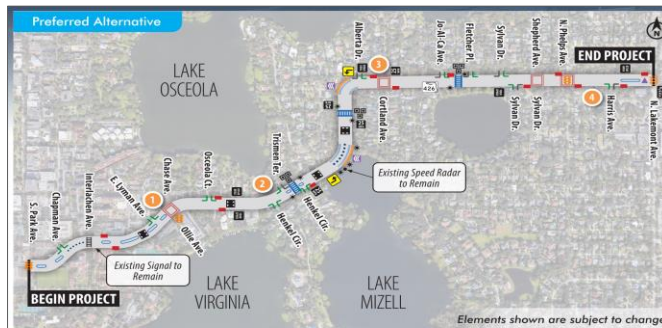 Preferred Alternative
LAKE
OSCEOLA
Alberta Dr.
Cortland Ave.
Jo-Al-Ca Ave.
Fletcher Pl.
Sylvan Dr.
Shepherd Ave.
N. Phelps Ave.
END PROJECT
N
3
426
Sylvan Dr.
Sylvan Dr.
4
Harris Ave.
N. Lakemont Ave.
Trismen Ter.
Osceola Ct.
Chase Ave.
E. Lyman Ave.
Interlachen Ave.
Chapman Ave.
S. Park Ave.
1
2
Ollie Ave.
Henkel Cir.
Henkel Cir.
Existing Speed Radar
to Remain
Existing Signal to
Remain
BEGIN PROJECT
LAKE
VIRGINIA
LAKE
MIZELL
Elements shown are subject to change